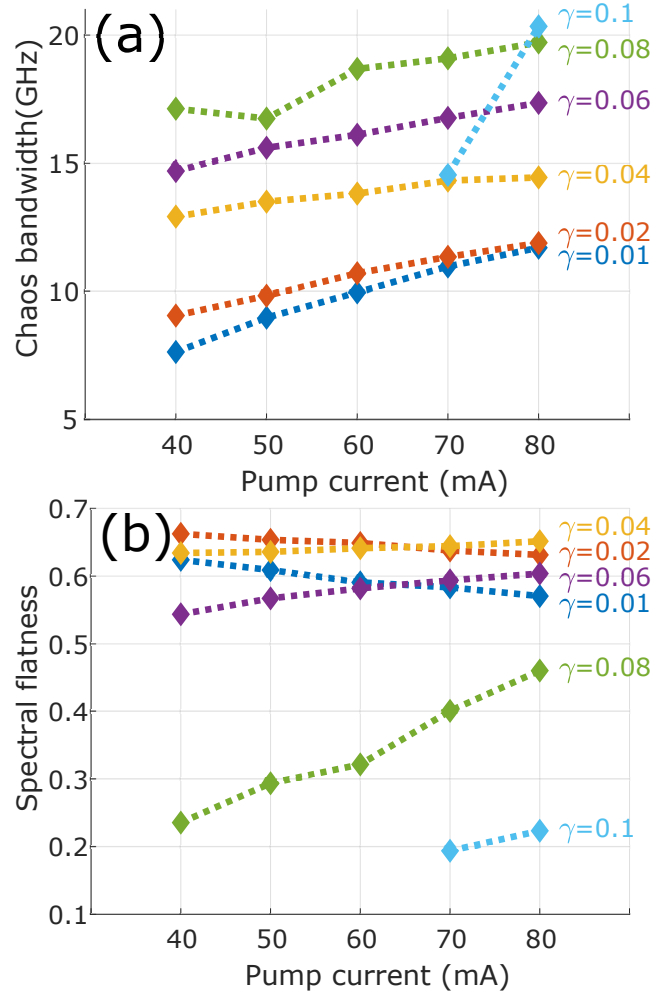 (a)
Chaos bandwidth(GHz)
20
15
10
5
γ=0.1
γ=0.08
γ=0.06
γ=0.04
γ=0.02
γ=0.01
40 50 60 70 80
Pump current (mA)
(b)
Spectral flatness
0.7
0.6
0.5
0.4
0.3
0.2
0.1
γ=0.04
γ=0.02
γ=0.06
γ=0.01
γ=0.08
γ=0.1
40 50 60 70 80
Pump current (mA)